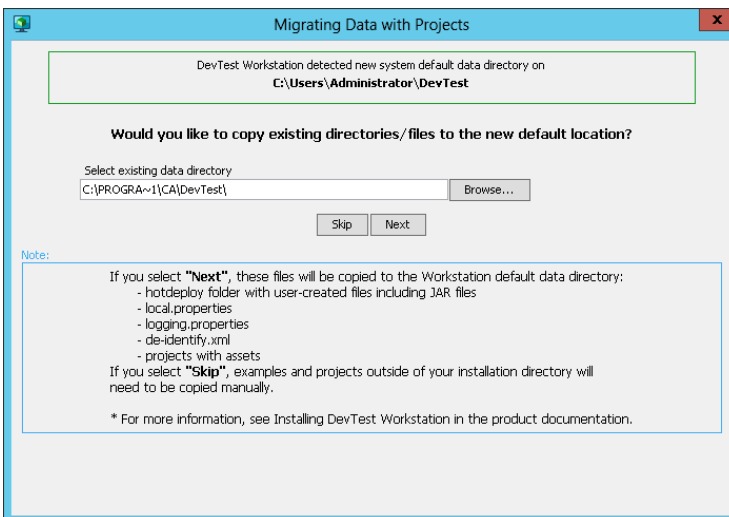 Migrating Data with Projects
x
DevTest Workstation detected new system default data directory on
C:\Users\Administrator\DevTest
Would you like to copy existing directories/files to the new default location?
Select existing data directory
C:\PROGRA~1\CA\DevTest\
Browse...
Skip
Next
Note:
If you select "Next", these files will be copied to the Workstation default data directory:
- hotdeploy folder with user-created files including JAR files
- local.properties
- logging.properties
- de-identify.xml
- projects with assets
If you select "Skip", examples and projects outside of your installation directory will
need to be copied manually.
* For more information, see Installing DevTest Workstation in the product documentation.